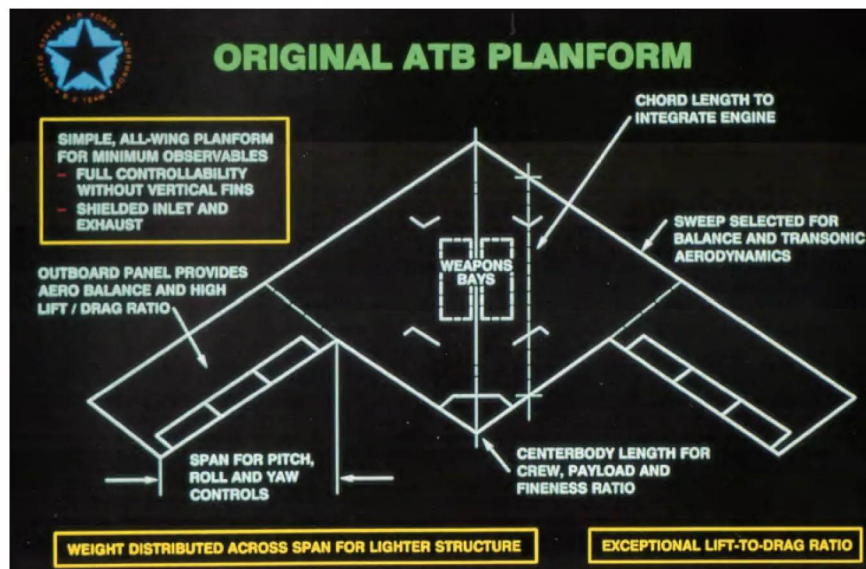 ORIGINAL ATB PLANFORM
SIMPLE, ALL-WING PLANFORM
FOR MINIMUM OBSERVABLES
– FULL CONTROLLABILITY
WITHOUT VERTICAL FINS
– SHIELDED INLET AND
EXHAUST
CHORD LENGTH TO
INTEGRATE ENGINE
SWEEP SELECTED FOR
BALANCE AND TRANSONIC
AERODYNAMICS
OUTBOARD PANEL PROVIDES
AERO BALANCE AND HIGH
LIFT / DRAG RATIO
WEAPONS
BAYS
SPAN FOR PITCH,
ROLL AND YAW
CONTROLS
CENTERBODY LENGTH FOR
CREW, PAYLOAD AND
FINENESS RATIO
WEIGHT DISTRIBUTED ACROSS SPAN FOR LIGHTER STRUCTURE
EXCEPTIONAL LIFT-TO-DRAG RATIO